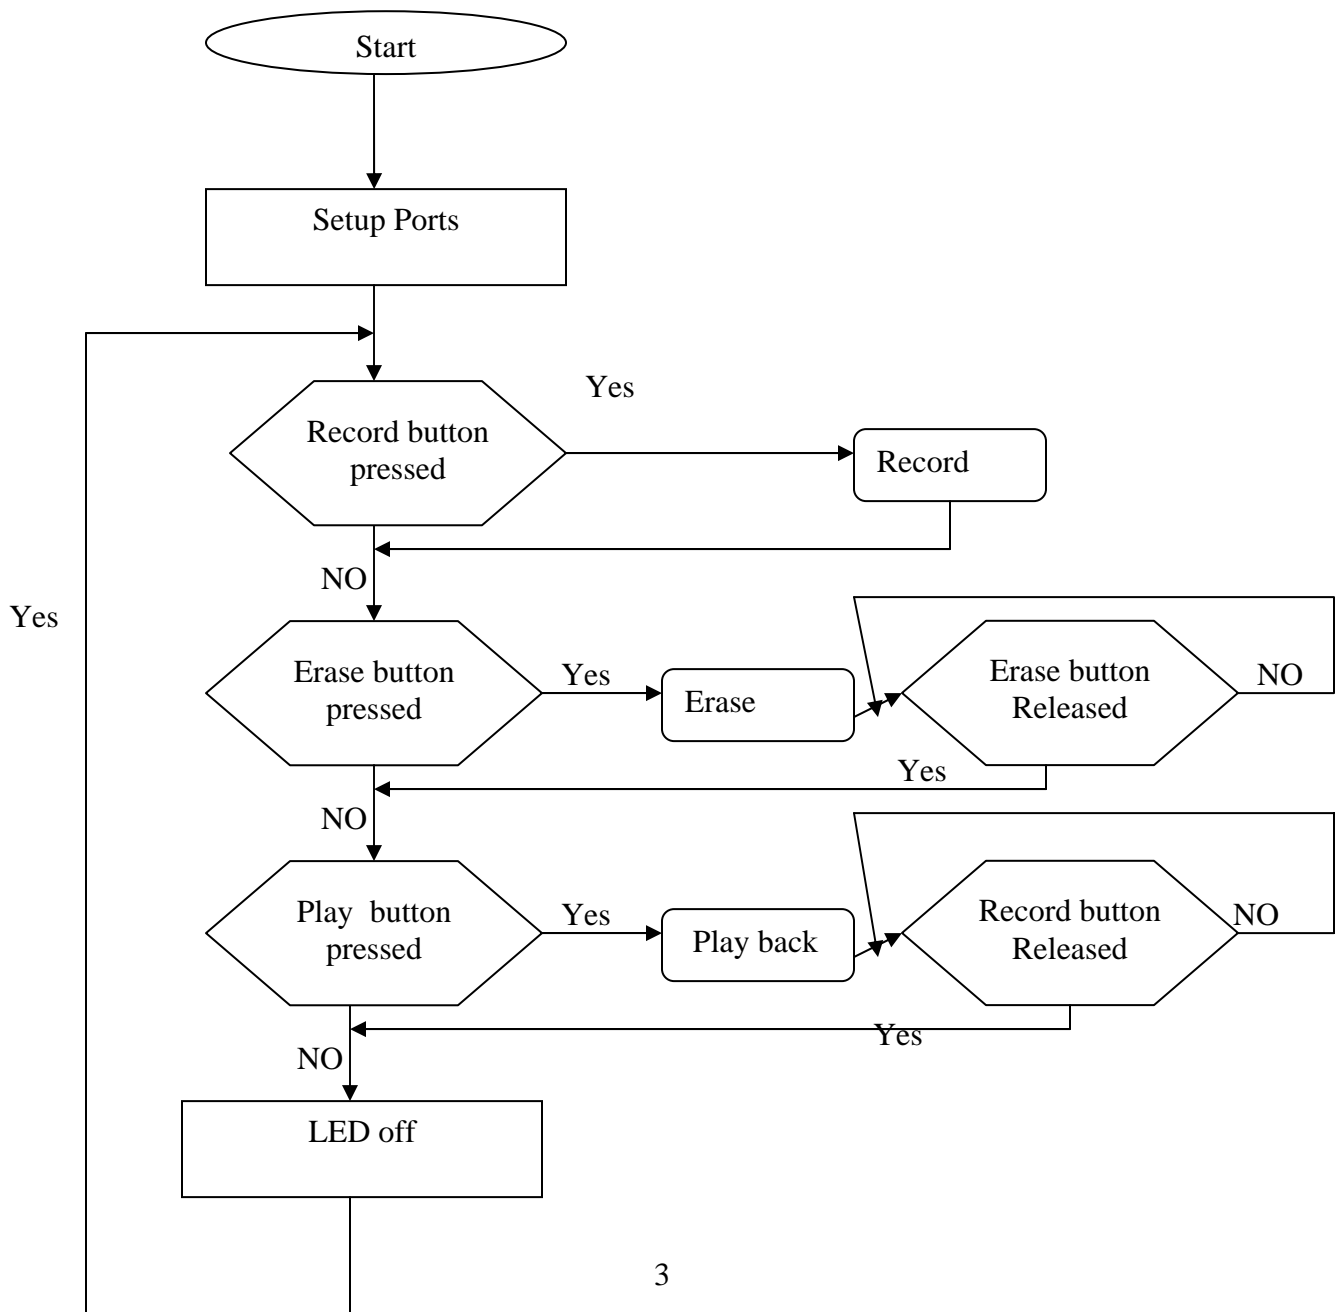 Start
Setup Ports
Yes
Record button
pressed
Record
NO
Yes
Erase button
pressed
Yes
Erase
Erase button
Released
NO
Yes
NO
Play  button
pressed
Yes
Play back
Record button
Released
NO
Yes
NO
LED off
3